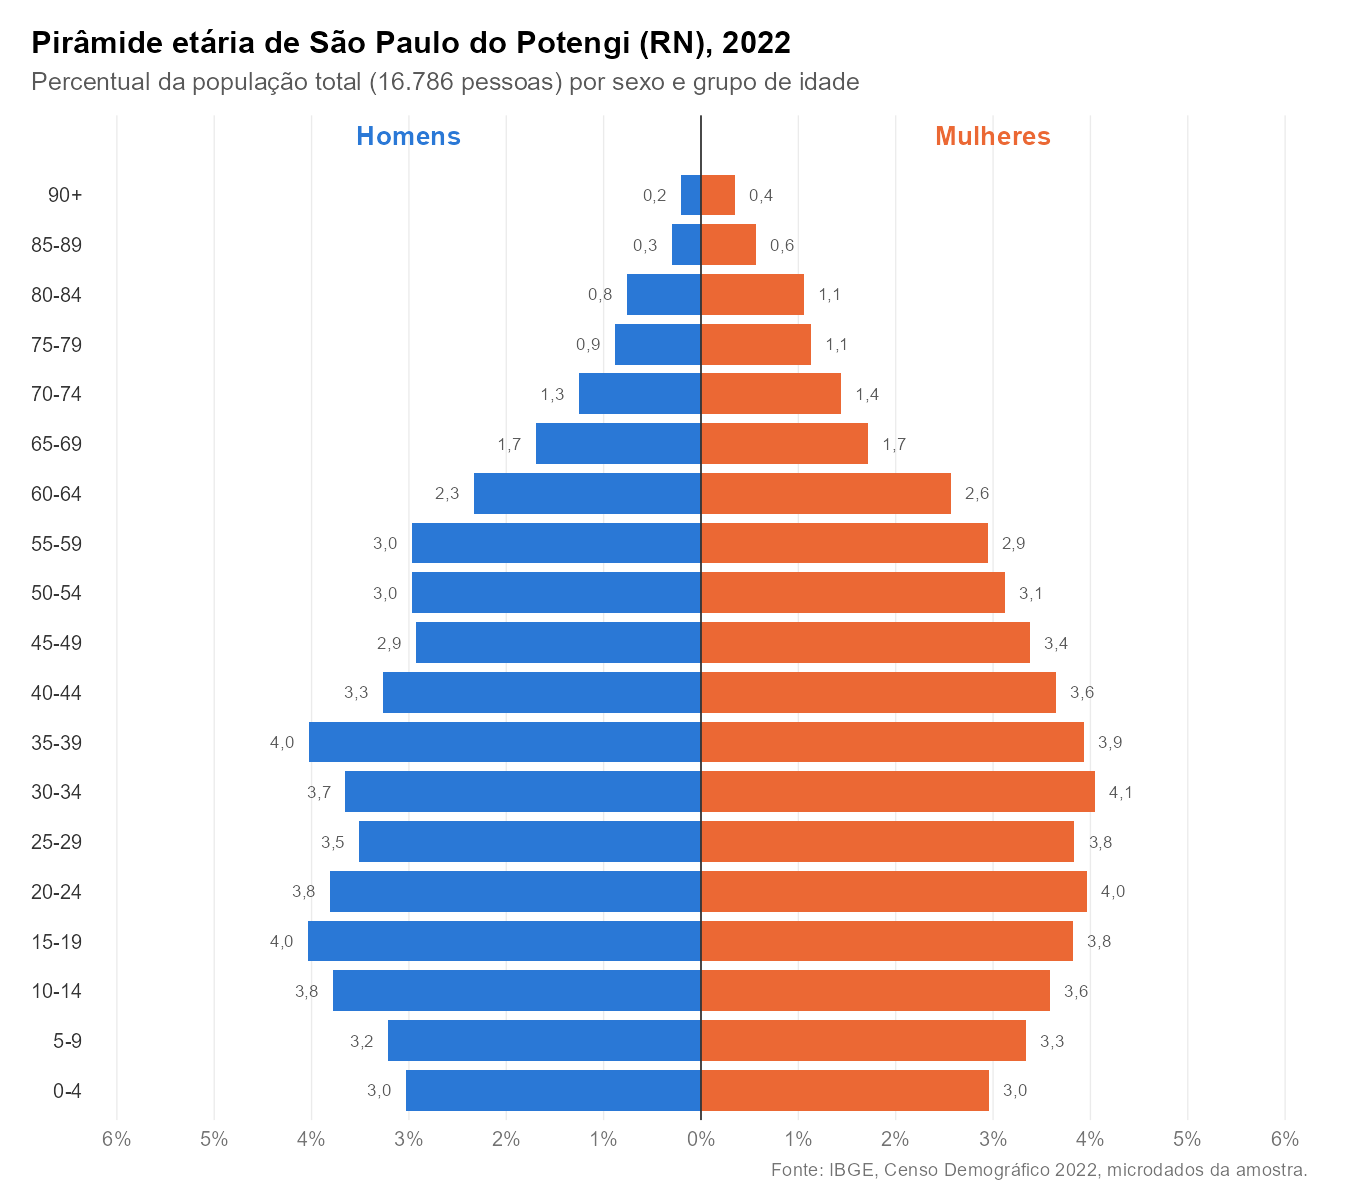 Pirâmide etária de São Paulo do Potengi (RN), 2022
Percentual da população total (16.786 pessoas) por sexo e grupo de idade
Homens Mulheres
90+ 0,2 0,4
85-89 0,3 0,6
80-84 0,8 1,1
75-79 0,9 1,1
70-74 1,3 1,4
65-69 1,7 1,7
60-64 2,3 2,6
55-59 3,0 2,9
50-54 3,0 3,1
45-49 2,9 3,4
40-44 3,3 3,6
35-39 4,0 3,9
30-34 3,7 4,1
25-29 3,5 3,8
20-24 3,8 4,0
15-19 4,0 3,8
10-14 3,8 3,6
5-9 3,2 3,3
0-4 3,0 3,0
6% 5% 4% 3% 2% 1% 0% 1% 2% 3% 4% 5% 6%
Fonte: IBGE, Censo Demográfico 2022, microdados da amostra.